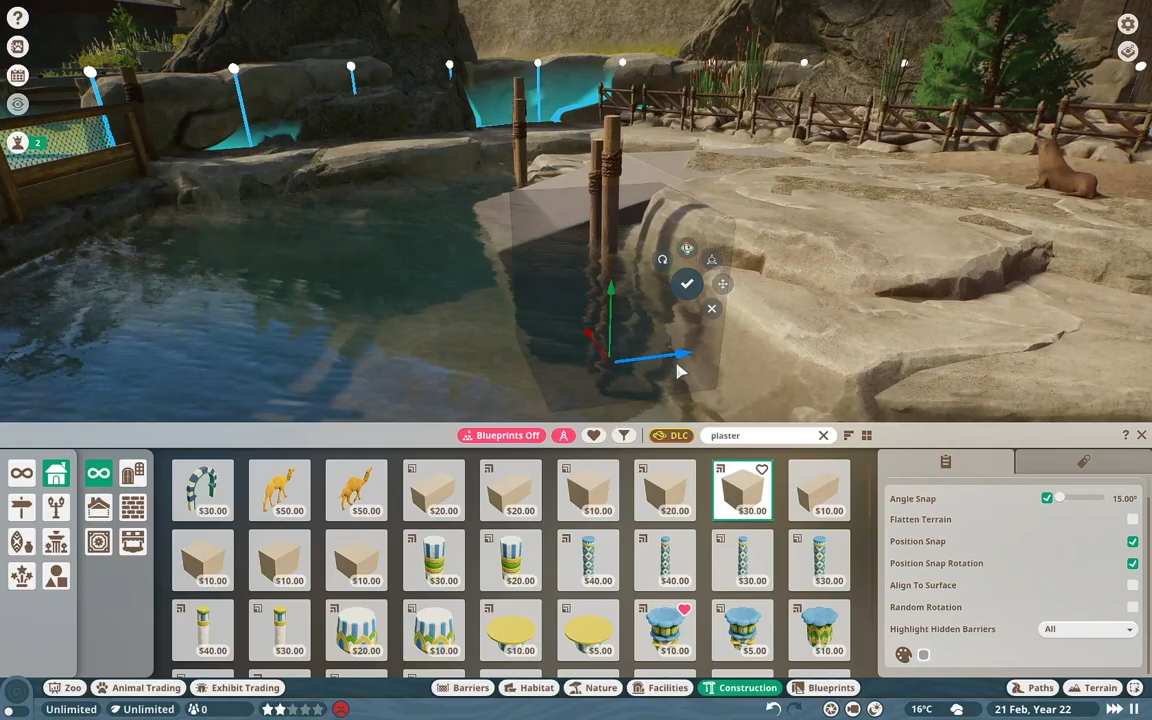 ?
2
Blueprints Off
DLC
plaster
?
$30.00 $50.00 $50.00 $20.00 $20.00 $10.00 $20.00 $30.00 $10.00
$10.00 $10.00 $10.00 $30.00 $20.00 $40.00 $40.00 $30.00 $30.00
$40.00 $30.00 $20.00 $10.00 $10.00 $5.00 $10.00 $5.00 $10.00
Angle Snap 15.00°
Flatten Terrain
Position Snap
Position Snap Rotation
Align To Surface
Random Rotation
Highlight Hidden Barriers All
Zoo Animal Trading Exhibit Trading Barriers Habitat Nature Facilities Construction Blueprints Paths Terrain
Unlimited Unlimited 0 16°C 21 Feb, Year 22